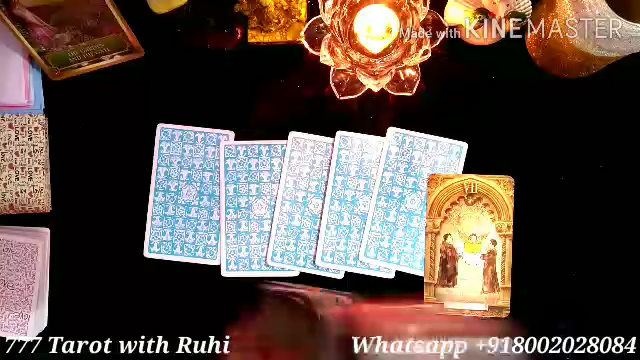 Made with KINEMASTER
VII
777 Tarot with Ruhi
Whatsapp +918002028084